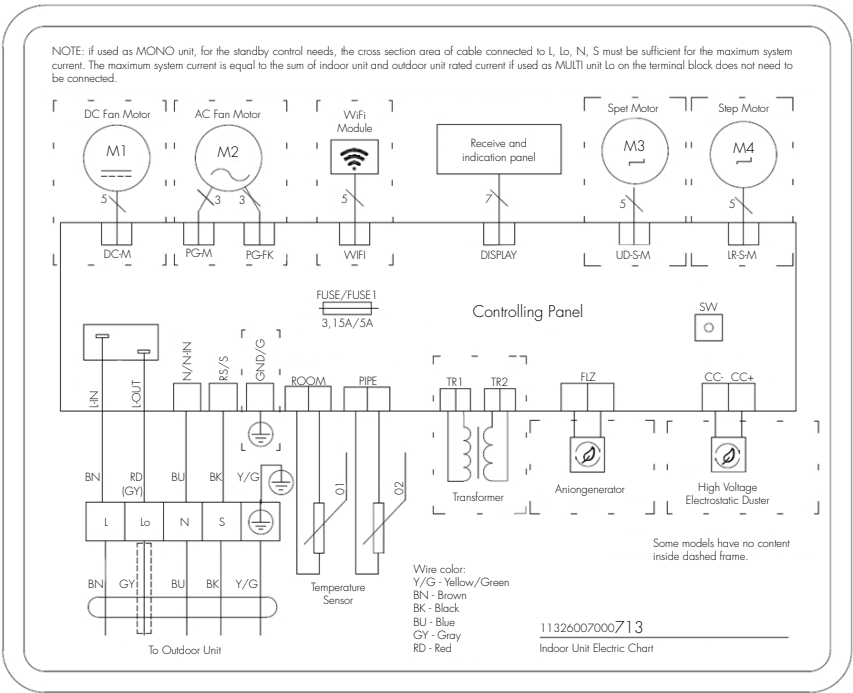 NOTE: if used as MONO unit, for the standby control needs, the cross section area of cable connected to L, Lo, N, S must be sufficient for the maximum system
current. The maximum system current is equal to the sum of indoor unit and outdoor unit rated current if used as MULTI unit Lo on the terminal block does not need to
be connected.
DC Fan Motor
AC Fan Motor
WiFi
Module
Receive and
indication panel
Spet Motor
Step Motor
M1
M2
M3
M4
5
3
3
5
7
5
5
DC-M
PG-M
PG-FK
WIFI
DISPLAY
UD-S-M
LR-S-M
FUSE/FUSE1
3,15A/5A
Controlling Panel
SW
L-IN
L-OUT
N/N-IN
RS/S
GND/G
ROOM
PIPE
TR1
TR2
FLZ
CC- CC+
BN
RD
(GY)
BU
BK
Y/G
01
02
Transformer
Aniongenerator
High Voltage
Electrostatic Duster
L
Lo
N
S
Some models have no content
inside dashed frame.
BN
GY
BU
BK
Y/G
Temperature
Sensor
Wire color:
Y/G - Yellow/Green
BN - Brown
BK - Black
BU - Blue
GY - Gray
RD - Red
11326007000713
To Outdoor Unit
Indoor Unit Electric Chart